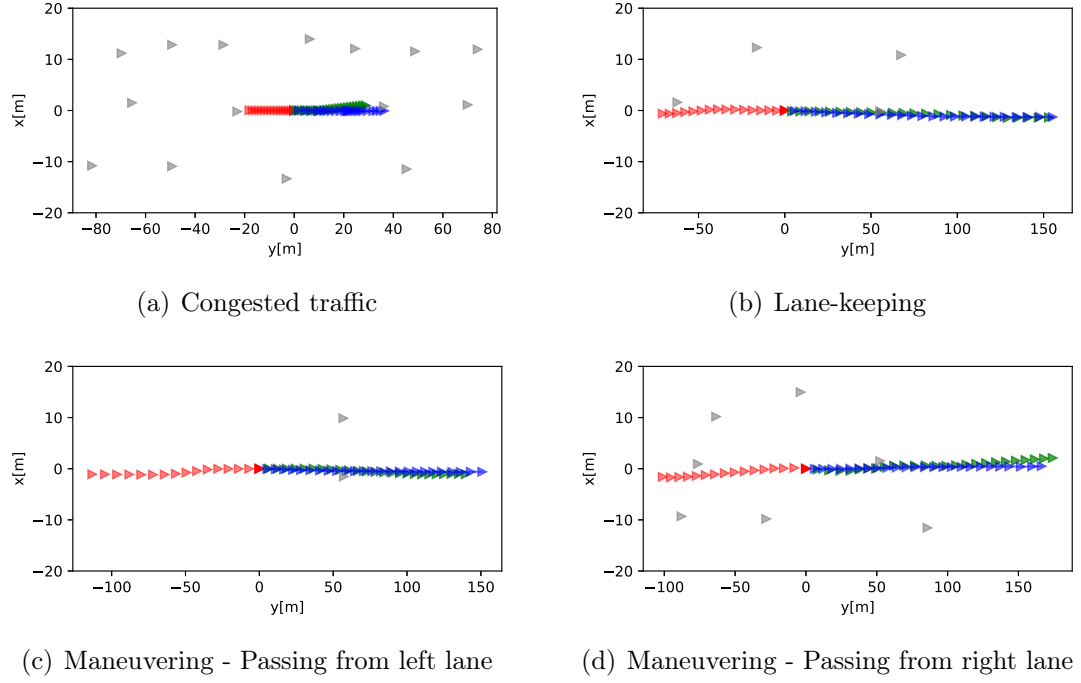 20
10
0
−10
−20
x[m]
−80 −60 −40 −20 0 20 40 60 80
y[m]
(a) Congested traffic
20
10
0
−10
−20
x[m]
−50 0 50 100 150
y[m]
(b) Lane-keeping
20
10
0
−10
−20
x[m]
−100 −50 0 50 100 150
y[m]
(c) Maneuvering - Passing from left lane
20
10
0
−10
−20
x[m]
−100 −50 0 50 100 150
y[m]
(d) Maneuvering - Passing from right lane